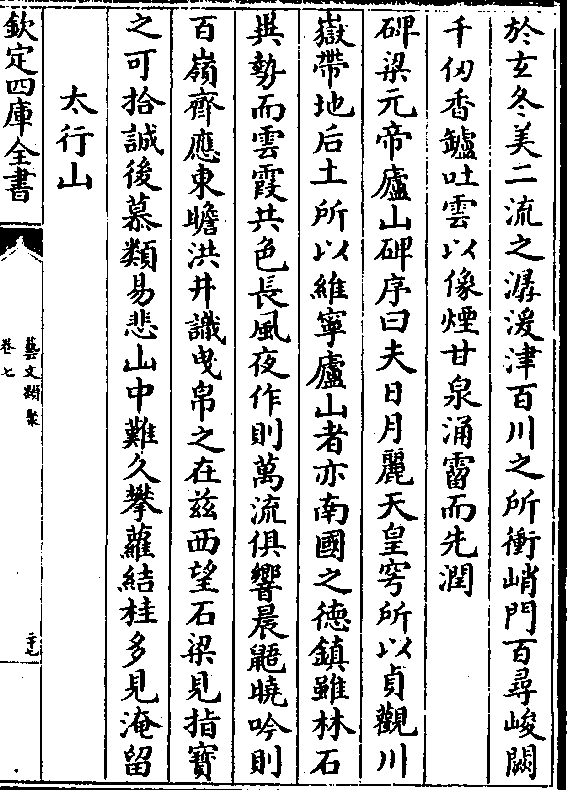 於玄冬美二流之潺湲津百川之所衝峭門百尋峻闕
千仞香鑪吐雲以像煙甘泉涌霤而先潤
碑梁元帝廬山碑序曰夫日月麗天皇穹所以貞觀川
嶽帶地后土所以維寧廬山者亦南國之德鎮雖林石
異勢而雲霞共色長風夜作則萬流俱響晨鼯曉吟則
百嶺齊應東瞻洪井識曳帛之在茲西望石梁見指寶
之可拾誠後慕類易悲山中難久攀蘿結桂多見淹留
太行山
欽定四庫全書
藝文類聚
卷七